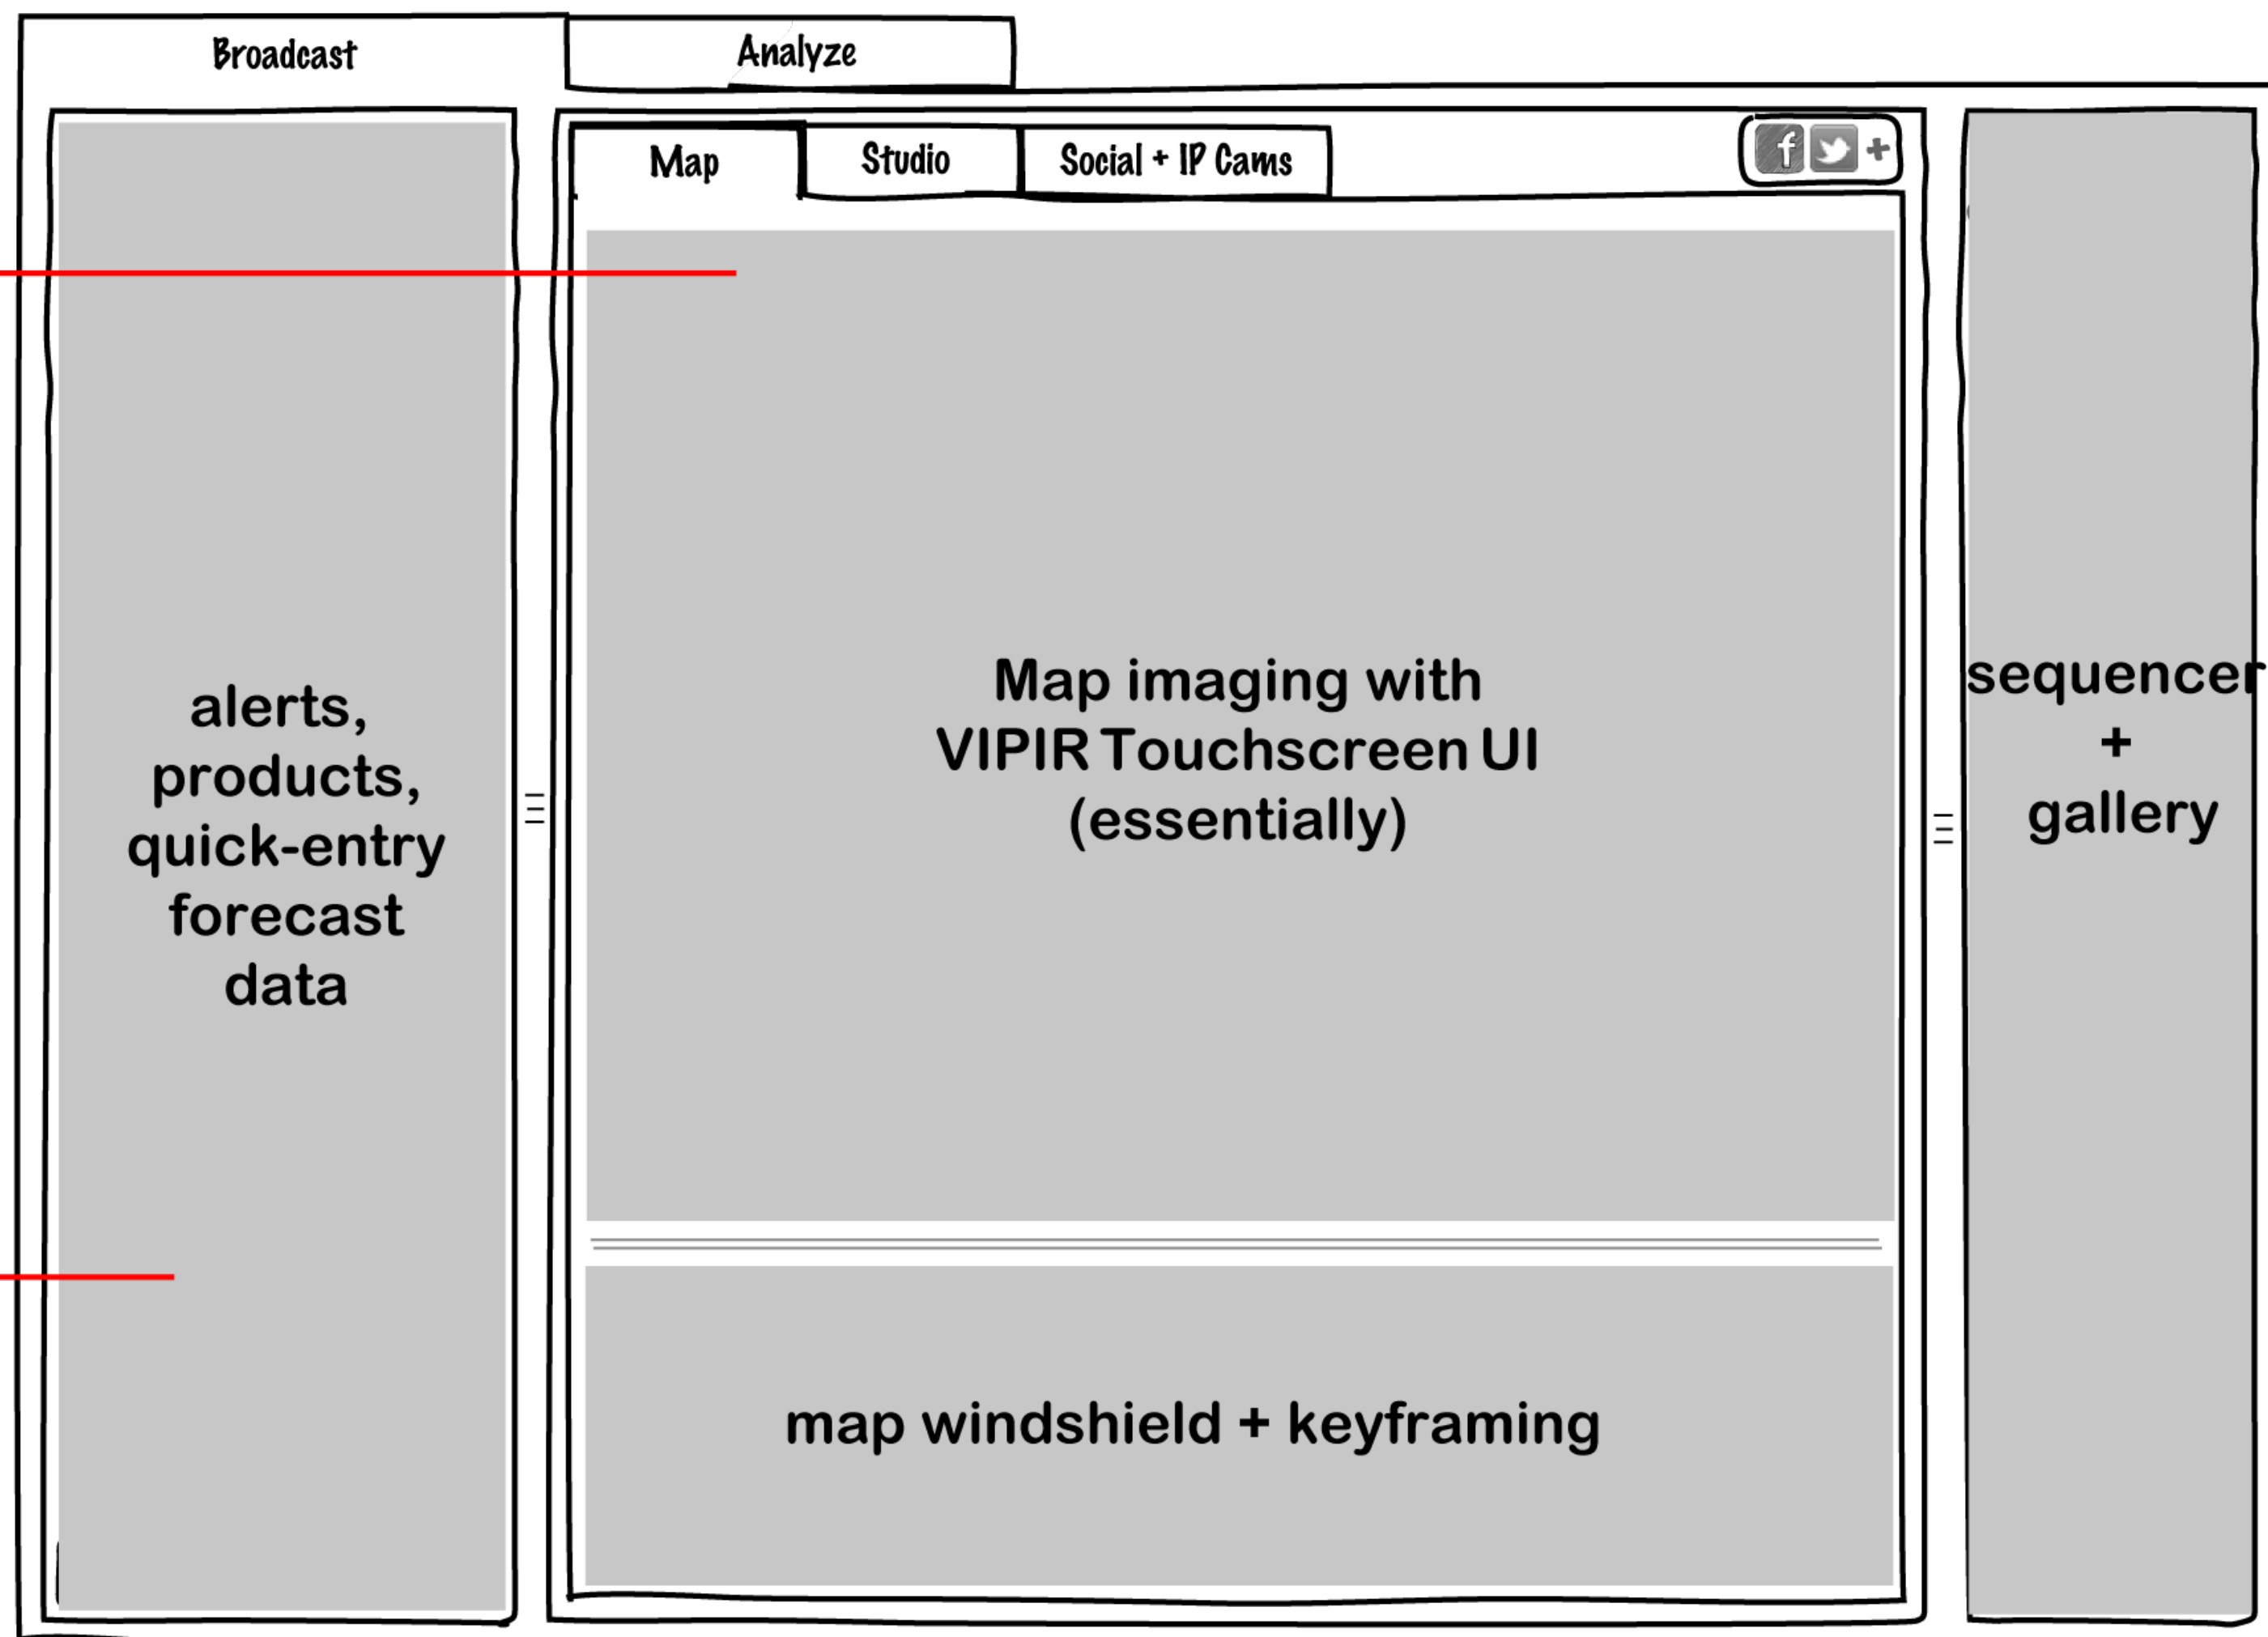 Broadcast
Analyze
Map
Studio
Social + IP Cams
f
+
alerts,
products,
quick-entry
forecast
data
Map imaging with
VIPIR Touchscreen UI
(essentially)
map windshield + keyframing
sequencer
+
gallery